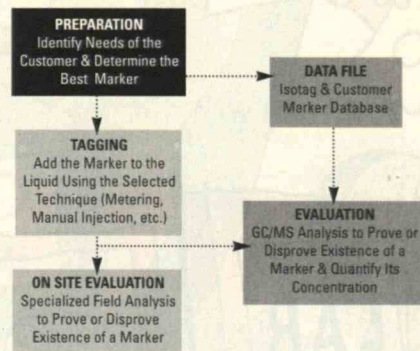 PREPARATION
Identify Needs of the
Customer & Determine the
Best Marker
DATA FILE
Isotag & Customer
Marker Database
TAGGING
Add the Marker to the
Liquid Using the Selected
Technique (Metering,
Manual Injection, etc.)
EVALUATION
GC/MS Analysis to Prove or
Disprove Existence of a
Marker & Quantify Its
Concentration
ON SITE EVALUATION
Specialized Field Analysis
to Prove or Disprove
Existence of a Marker